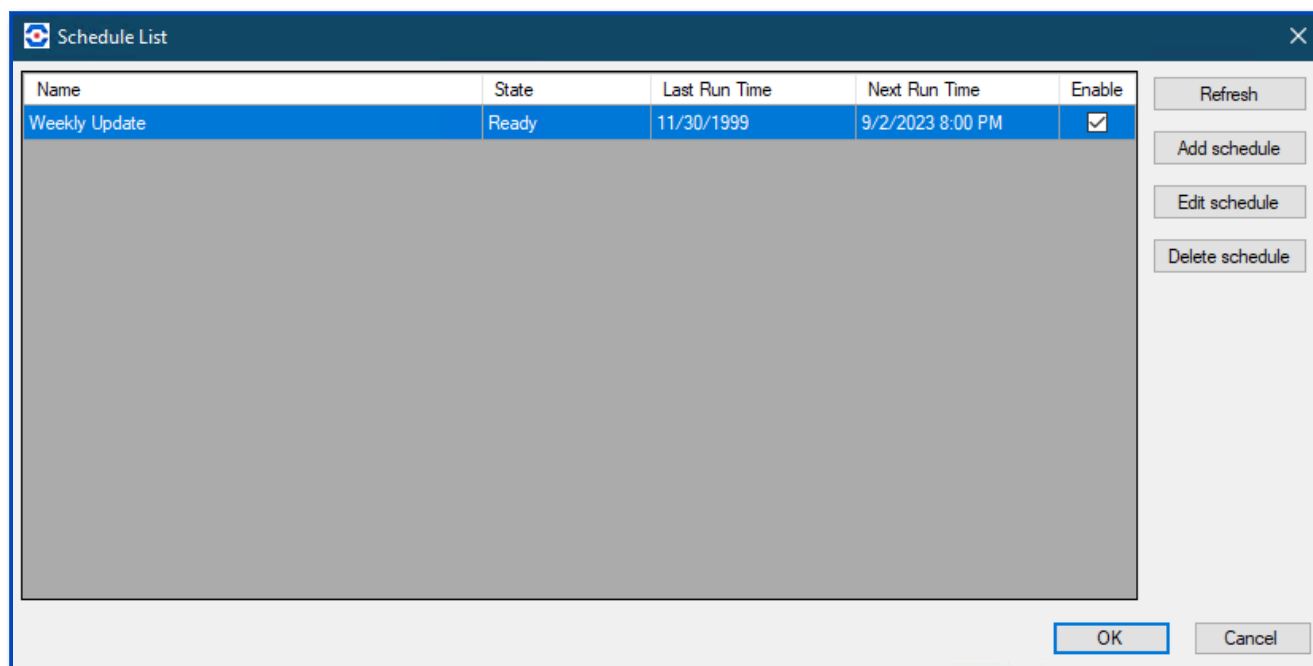 Schedule List
Name State Last Run Time Next Run Time Enable
Weekly Update Ready 11/30/1999 9/2/2023 8:00 PM
Refresh
Add schedule
Edit schedule
Delete schedule
OK Cancel